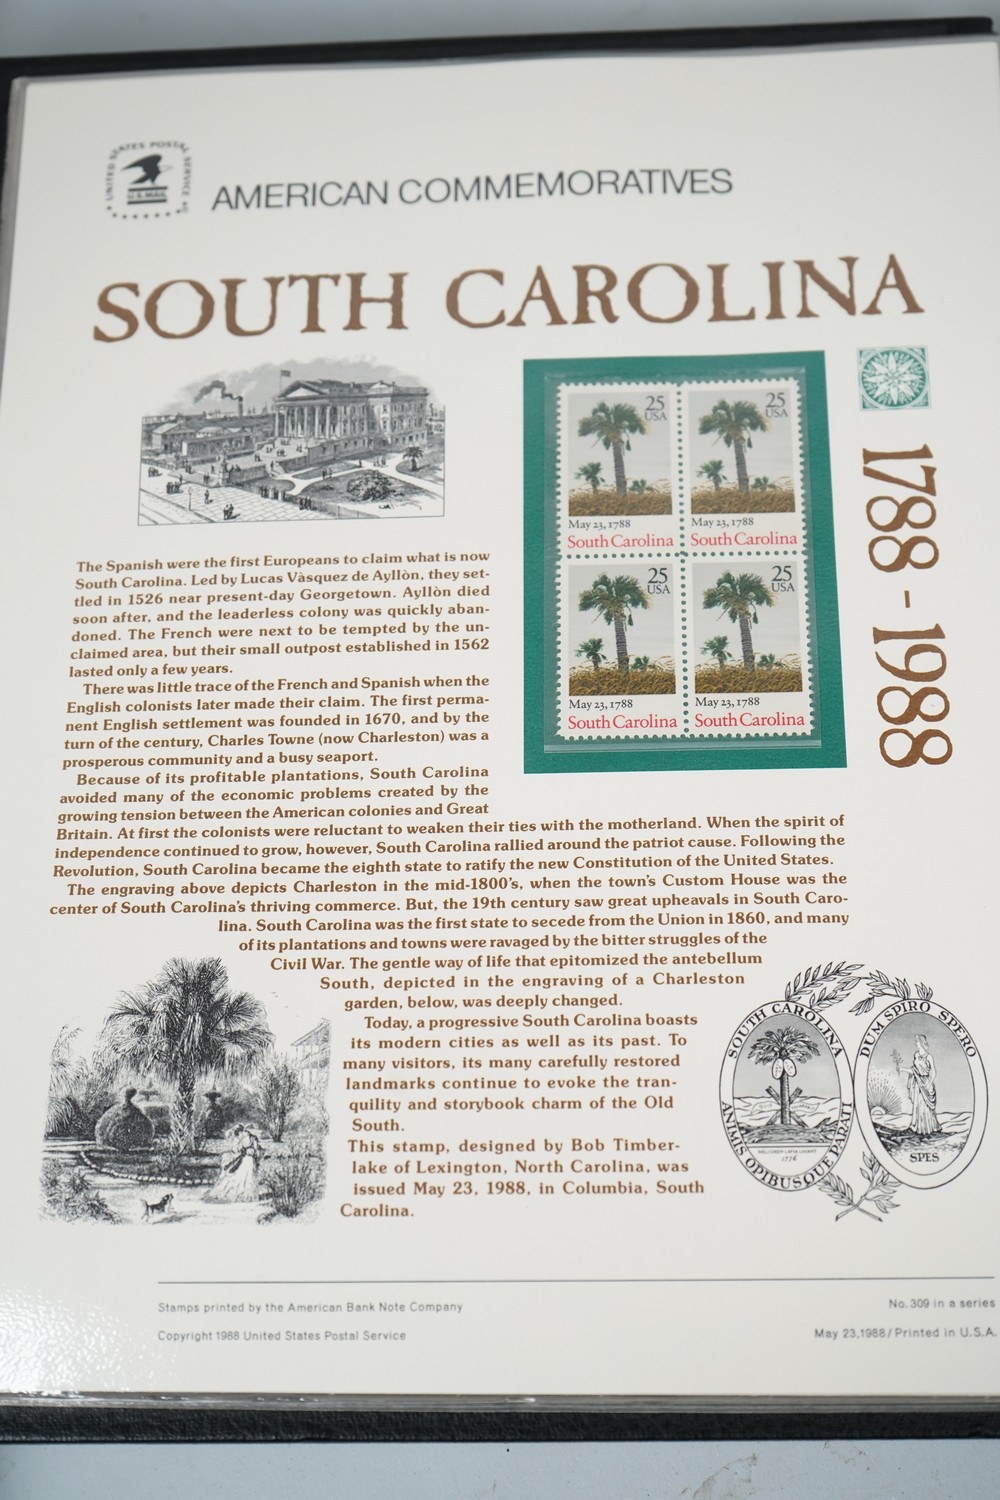 UNITED STATES POSTAL SERVICE
U.S.MAIL
AMERICAN COMMEMORATIVES
SOUTH CAROLINA
1788 - 1988
25
USA
May 23, 1788
South Carolina
25
USA
May 23, 1788
South Carolina
25
USA
May 23, 1788
South Carolina
25
USA
May 23, 1788
South Carolina
The Spanish were the first Europeans to claim what is now
South Carolina. Led by Lucas Vàsquez de Ayllòn, they set-
tled in 1526 near present-day Georgetown. Ayllòn died
soon after, and the leaderless colony was quickly aban-
doned. The French were next to be tempted by the un-
claimed area, but their small outpost established in 1562
lasted only a few years.
There was little trace of the French and Spanish when the
English colonists later made their claim. The first perma-
nent English settlement was founded in 1670, and by the
turn of the century, Charles Towne (now Charleston) was a
prosperous community and a busy seaport.
Because of its profitable plantations, South Carolina
avoided many of the economic problems created by the
growing tension between the American colonies and Great
Britain. At first the colonists were reluctant to weaken their ties with the motherland. When the spirit of
independence continued to grow, however, South Carolina rallied around the patriot cause. Following the
Revolution, South Carolina became the eighth state to ratify the new Constitution of the United States.
The engraving above depicts Charleston in the mid-1800's, when the town's Custom House was the
center of South Carolina's thriving commerce. But, the 19th century saw great upheavals in South Caro-
lina. South Carolina was the first state to secede from the Union in 1860, and many
of its plantations and towns were ravaged by the bitter struggles of the
Civil War. The gentle way of life that epitomized the antebellum
South, depicted in the engraving of a Charleston
garden, below, was deeply changed.
Today, a progressive South Carolina boasts
its modern cities as well as its past. To
many visitors, its many carefully restored
landmarks continue to evoke the tran-
quility and storybook charm of the Old
South.
This stamp, designed by Bob Timber-
lake of Lexington, North Carolina, was
issued May 23, 1988, in Columbia, South
Carolina.
SOUTH CAROLINA
ANIMIS OPIBUSQUE PARATI
1776
DUM SPIRO SPERO
SPES
Stamps printed by the American Bank Note Company
Copyright 1988 United States Postal Service
No. 309 in a series
May 23, 1988/Printed in U.S.A.